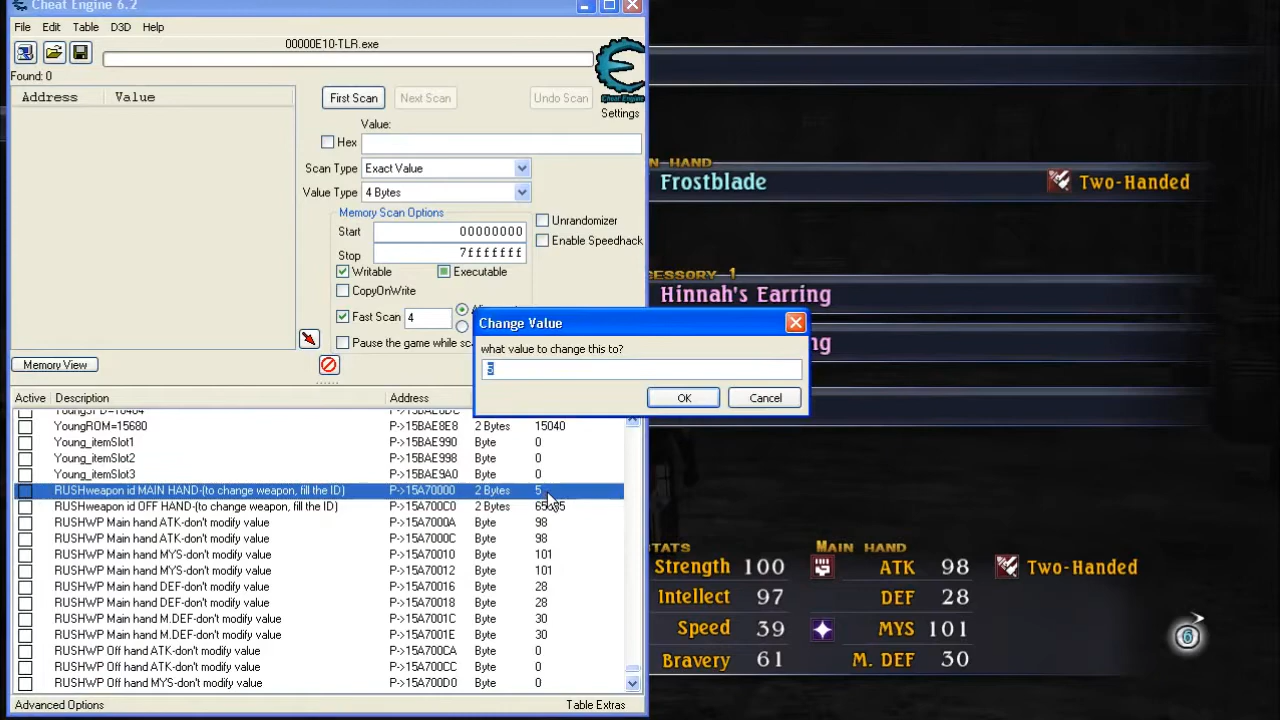 Cheat Engine 6.2
File Edit Table D3D Help
00000E10-TLR.exe
Found: 0
Address Value
First Scan Next Scan Undo Scan
Cheat Engine
Settings
Value:
Hex
Scan Type Exact Value
Value Type 4 Bytes
Memory Scan Options
Start 00000000
Stop 7fffffff
Unrandomizer
Enable Speedhack
Writable Executable
CopyOnWrite
Fast Scan 4
Pause the game while
Memory View
Change Value
what value to change this to?
5
OK Cancel
Active Description Address
YoungROM=15680 P->15BAE8E8 2 Bytes 15040
Young_itemSlot1 P->15BAE990 Byte 0
Young_itemSlot2 P->15BAE998 Byte 0
Young_itemSlot3 P->15BAE9A0 Byte 0
RUSHweapon id MAIN HAND-(to change weapon, fill the ID) P->15A70000 2 Bytes 5
RUSHweapon id OFF HAND-(to change weapon, fill the ID) P->15A700C0 2 Bytes
RUSHWP Main hand ATK-don't modify value P->15A7000A Byte 98
RUSHWP Main hand ATK-don't modify value P->15A7000C Byte 98
RUSHWP Main hand MYS-don't modify value P->15A70010 Byte 101
RUSHWP Main hand MYS-don't modify value P->15A70012 Byte 101
RUSHWP Main hand DEF-don't modify value P->15A70016 Byte 28
RUSHWP Main hand DEF-don't modify value P->15A70018 Byte 28
RUSHWP Main hand M.DEF-don't modify value P->15A7001C Byte 30
RUSHWP Main hand M.DEF-don't modify value P->15A7001E Byte 30
RUSHWP Off hand ATK-don't modify value P->15A700CA Byte 0
RUSHWP Off hand ATK-don't modify value P->15A700CC Byte 0
RUSHWP Off hand MYS-don't modify value P->15A700D0 Byte 0
Advanced Options Table Extras
N-HAND
Frostblade Two-Handed
CESSORY 1
Hinnah's Earring
ng
TATS MAIN HAND
Strength 100 ATK 98 Two-Handed
Intellect 97 DEF 28
Speed 39 MYS 101
Bravery 61 M. DEF 30
6